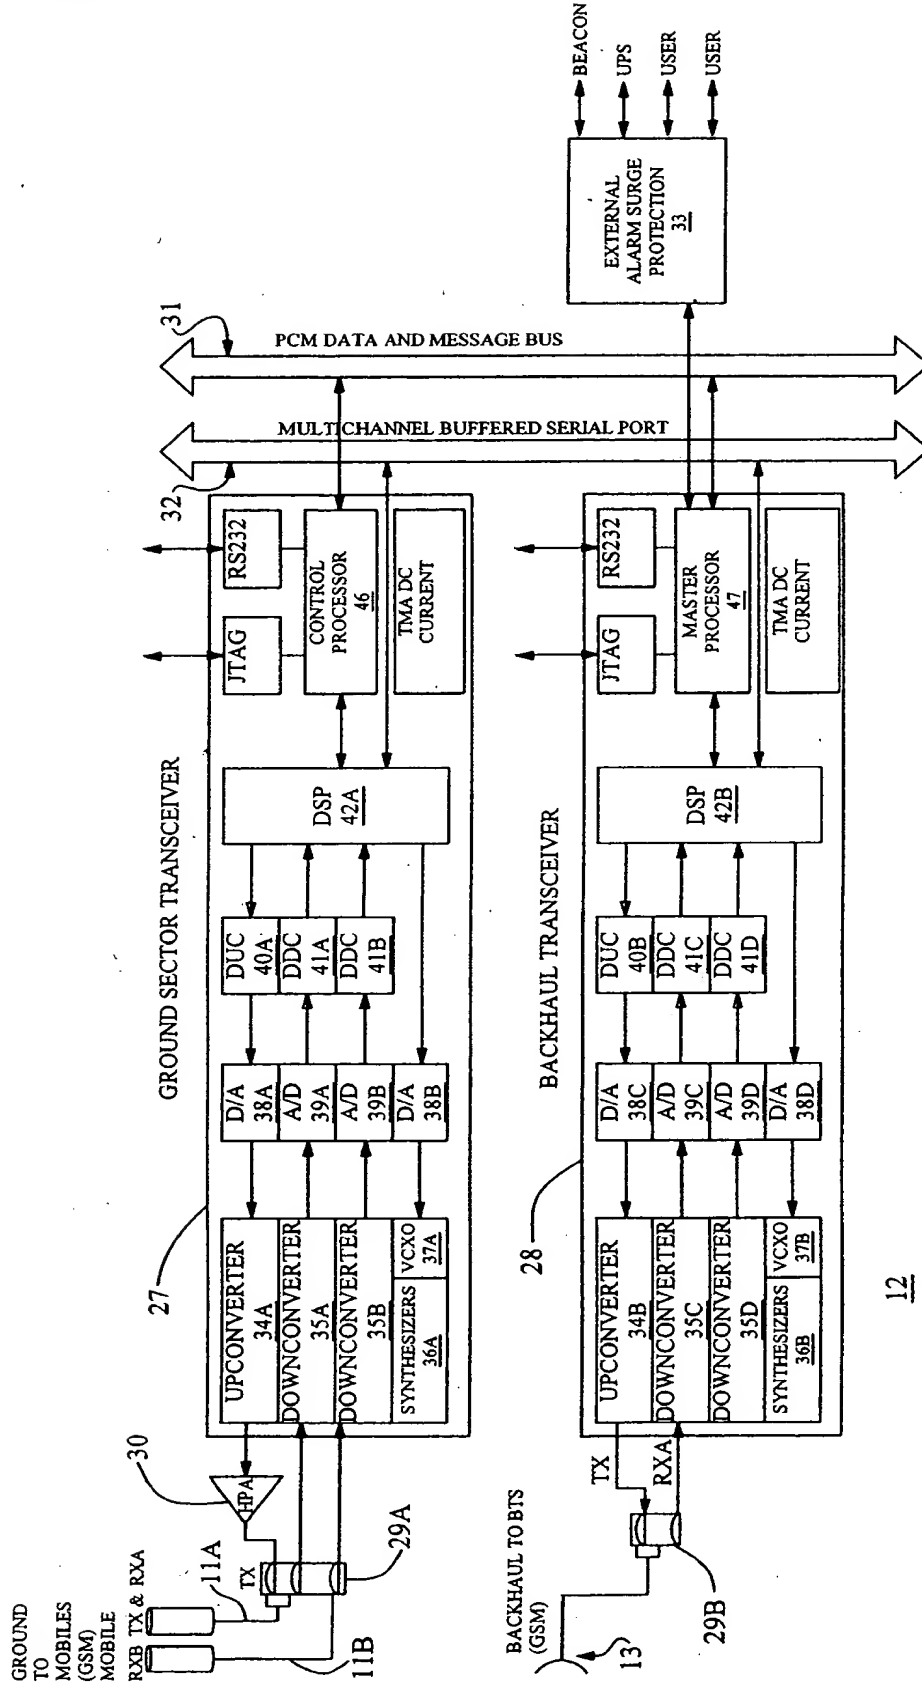 GROUND
TO
MOBILES
(GSM)
MOBILE
RXB TX & RXA
11A
11B
TX
29A
30
HPA
27
GROUND SECTOR TRANSCEIVER
UPCONVERTER
34A
DOWNCONVERTER
35A
DOWNCONVERTER
35B
SYNTHESIZERS
36A
VCXO
37A
D/A
38A
A/D
39A
A/D
39B
D/A
38B
DUC
40A
DDC
41A
DDC
41B
DSP
42A
JTAG
RS232
CONTROL
PROCESSOR
46
TMA DC
CURRENT
32
MULTICHANNEL BUFFERED SERIAL PORT
31
PCM DATA AND MESSAGE BUS
BACKHAUL TO BTS
(GSM)
13
29B
TX
RXA
28
BACKHAUL TRANSCEIVER
UPCONVERTER
34B
DOWNCONVERTER
35C
DOWNCONVERTER
35D
SYNTHESIZERS
36B
VCXO
37B
D/A
38C
A/D
39C
A/D
39D
D/A
38D
DUC
40B
DDC
41C
DDC
41D
DSP
42B
JTAG
RS232
MASTER
PROCESSOR
47
TMA DC
CURRENT
EXTERNAL
ALARM SURGE
PROTECTION
33
BEACON
UPS
USER
USER
12